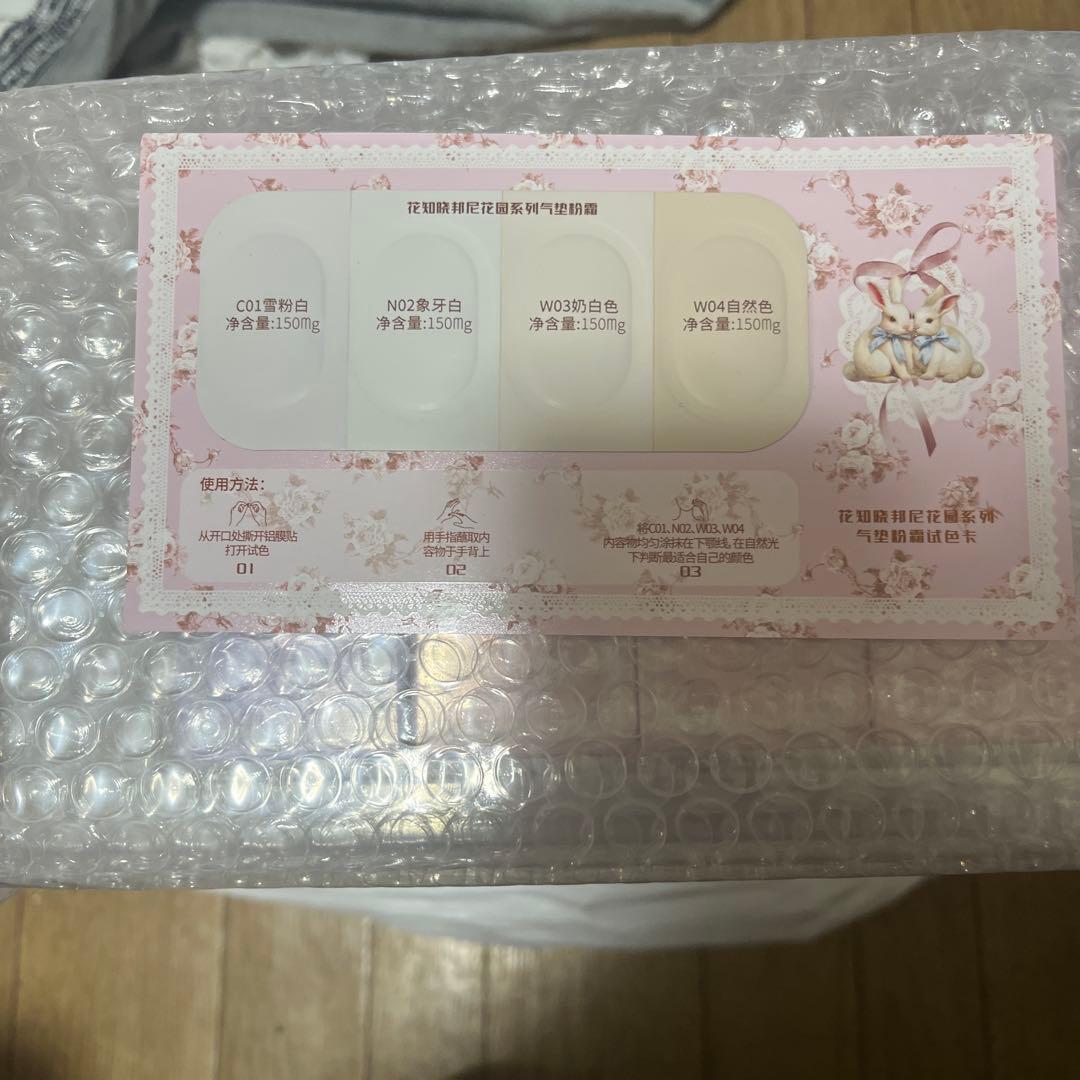 花知晓邦尼花园系列气垫粉霜
C01雪粉白
净含量:150mg
N02象牙白
净含量:150mg
W03奶白色
净含量:150mg
W04自然色
净含量:150mg
使用方法:
从开口处撕开铝膜贴
打开试色
01
用手指蘸取内
容物于手背上
02
将C01、N02、W03、W04
内容物均匀涂抹在下颚线,在自然光
下判断最适合自己的颜色
03
花知晓邦尼花园系列
气垫粉霜试色卡